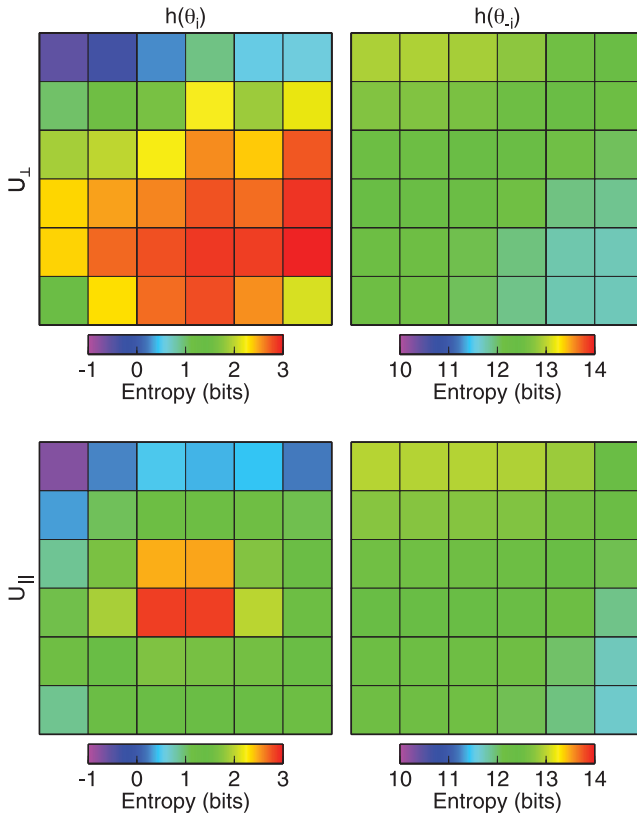 h(θi)
h(θ-i)
U⊥
-1 0 1 2 3
Entropy (bits)
10 11 12 13 14
Entropy (bits)
U||
-1 0 1 2 3
Entropy (bits)
10 11 12 13 14
Entropy (bits)